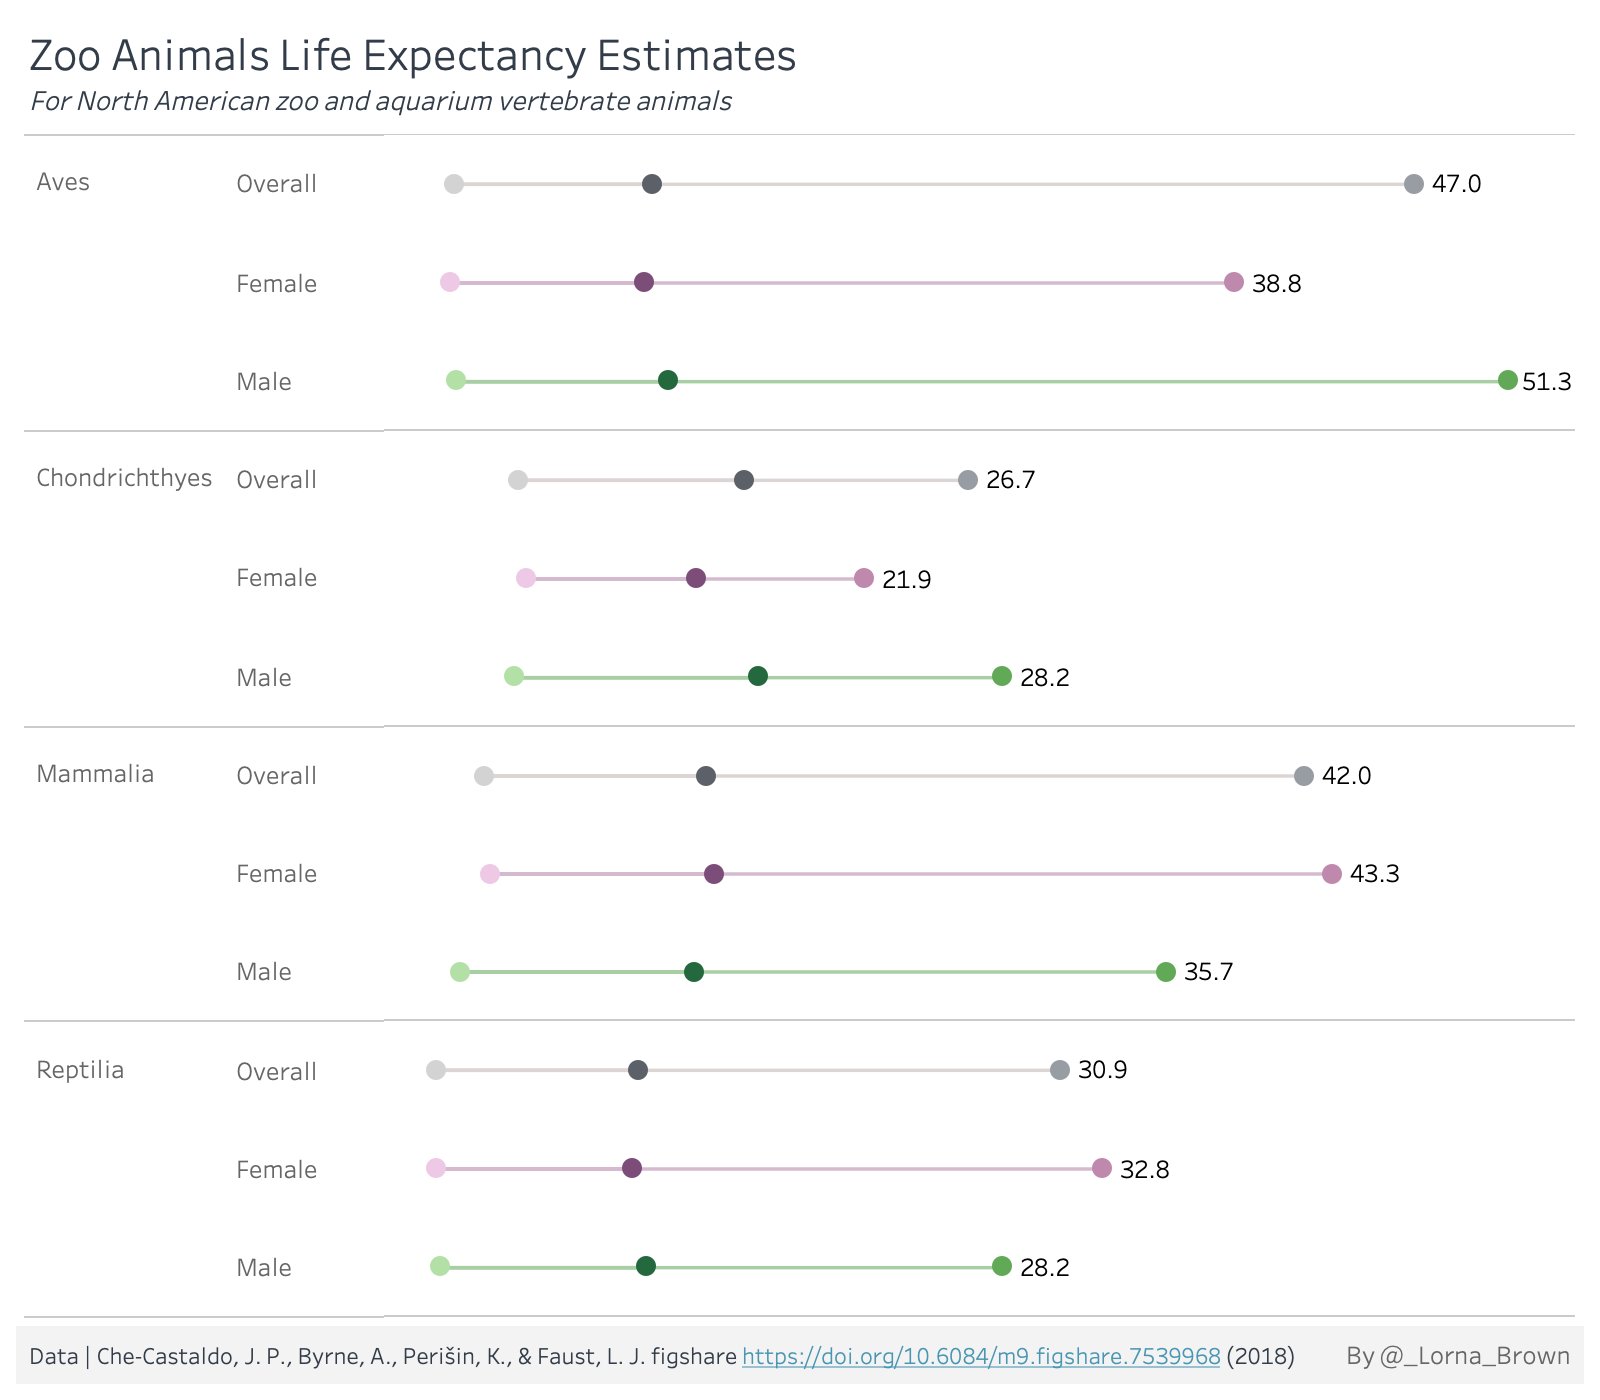 Zoo Animals Life Expectancy Estimates
For North American zoo and aquarium vertebrate animals
Aves Overall 47.0
Female 38.8
Male 51.3
Chondrichthyes Overall 26.7
Female 21.9
Male 28.2
Mammalia Overall 42.0
Female 43.3
Male 35.7
Reptilia Overall 30.9
Female 32.8
Male 28.2
Data | Che-Castaldo, J. P., Byrne, A., Perišin, K., & Faust, L. J. figshare https://doi.org/10.6084/m9.figshare.7539968 (2018) By @_Lorna_Brown